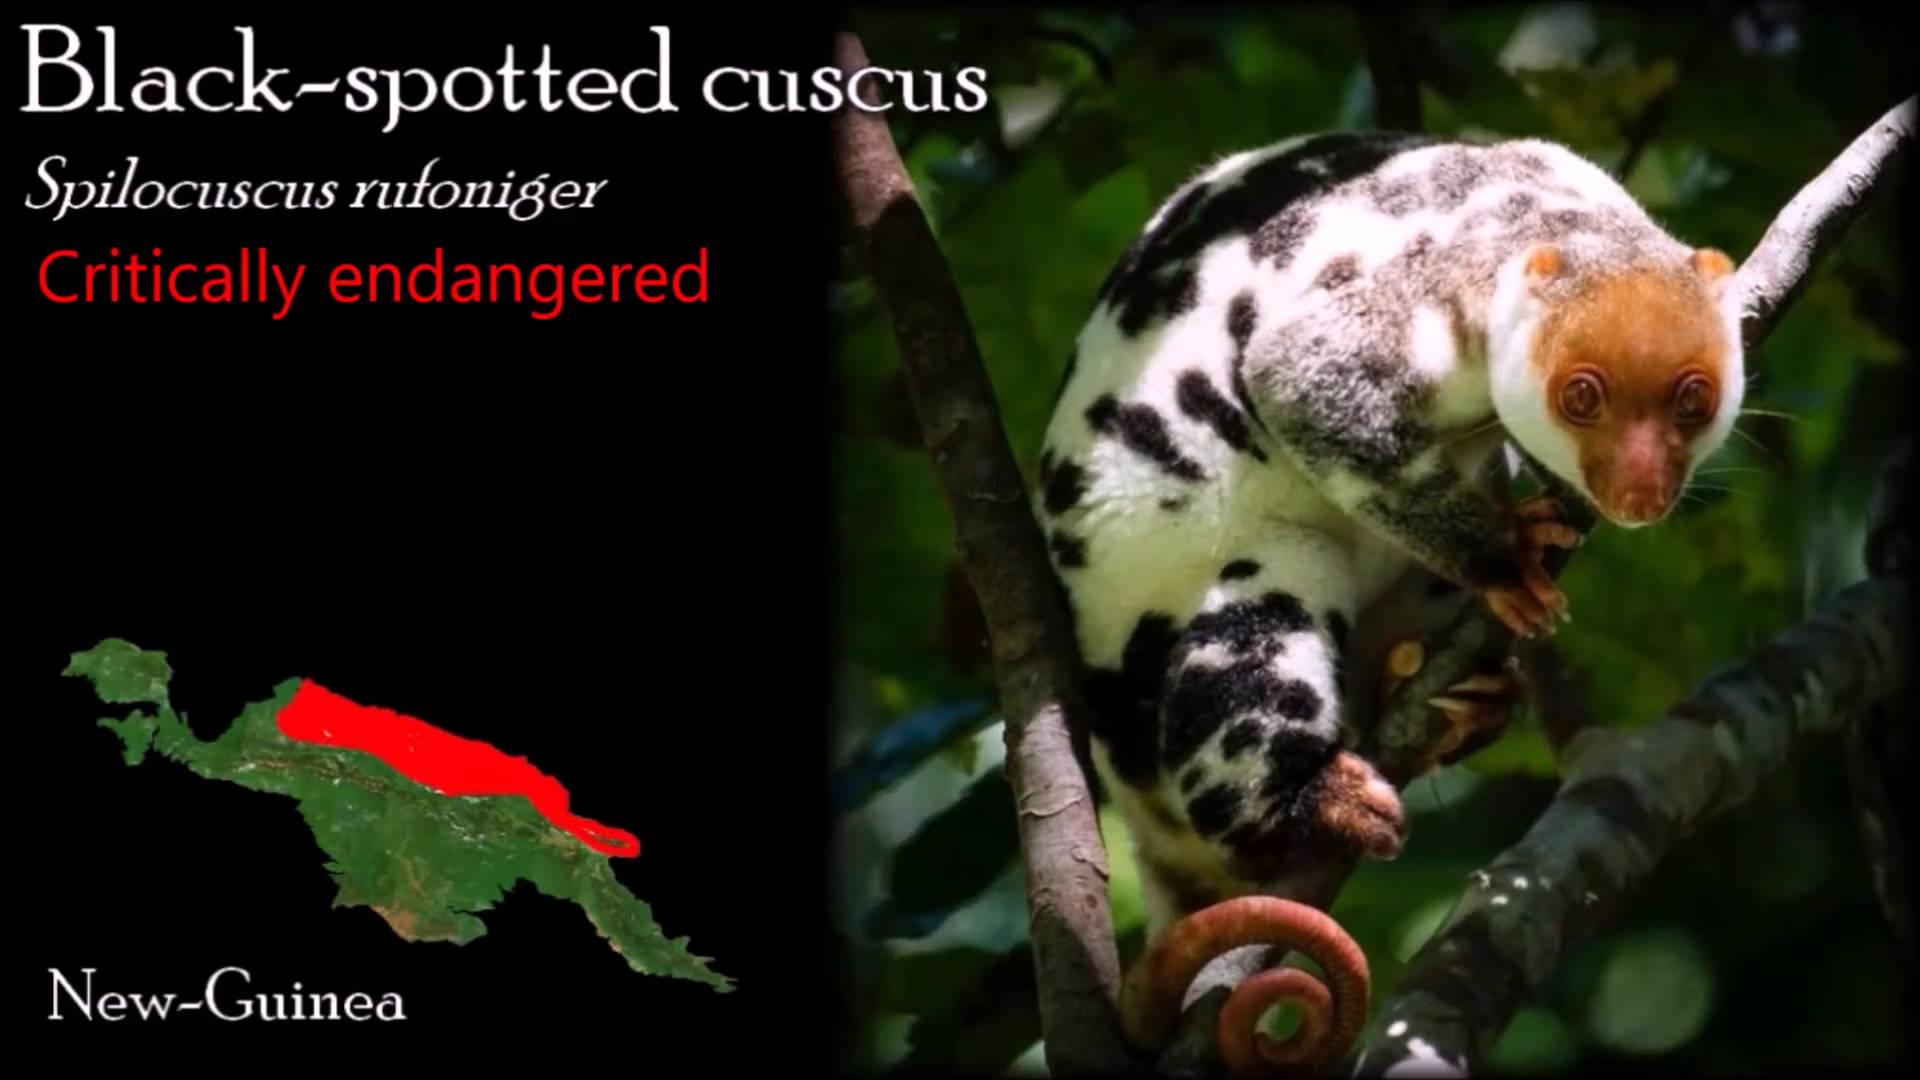 Black-spotted cuscus
Spilocuscus rufoniger
Critically endangered
New-Guinea